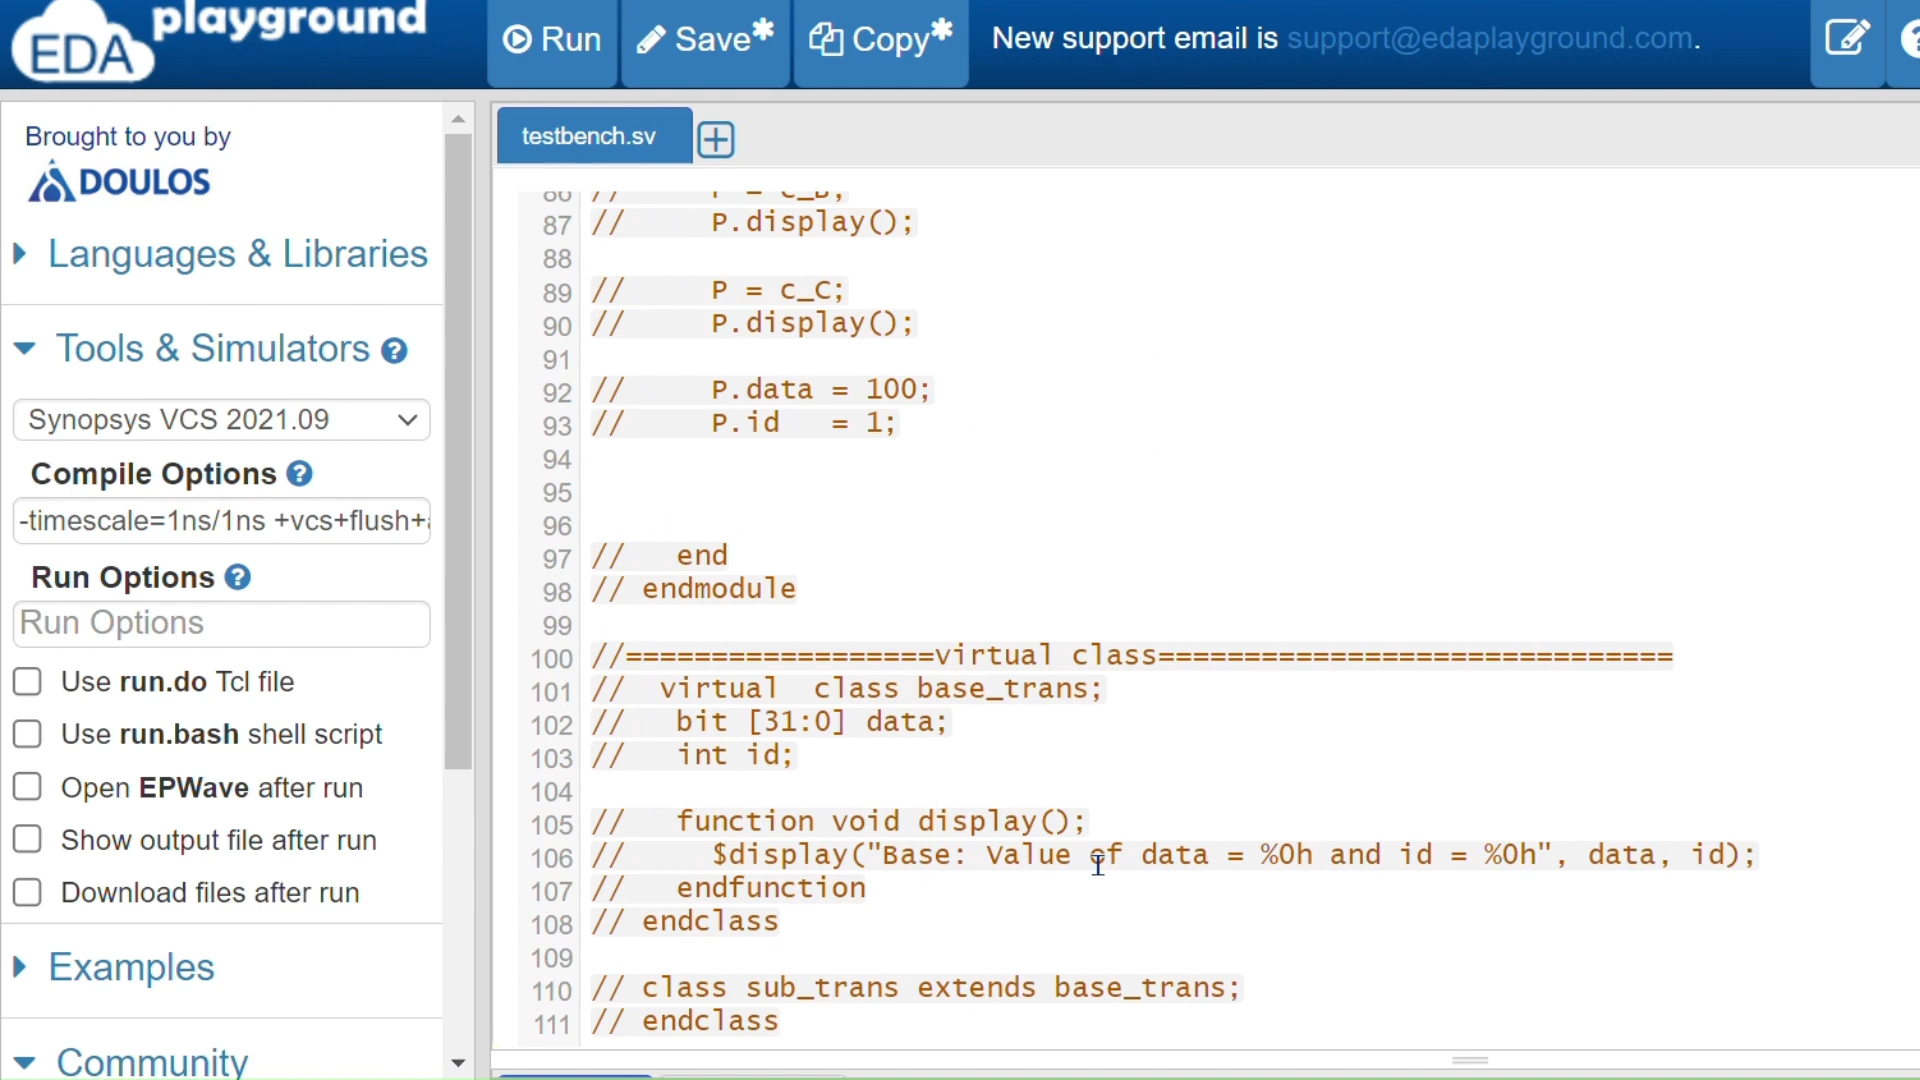 EDA playground
Run
Save*
Copy*
New support email is support@edaplayground.com.
Brought to you by
DOULOS
Languages & Libraries
Tools & Simulators ?
Synopsys VCS 2021.09
Compile Options ?
-timescale=1ns/1ns +vcs+flush+
Run Options ?
Run Options
Use run.do Tcl file
Use run.bash shell script
Open EPWave after run
Show output file after run
Download files after run
Examples
Community
testbench.sv
86 //     P = c_B;
87 //     P.display();
88
89 //     P = c_C;
90 //     P.display();
91
92 //     P.data = 100;
93 //     P.id   = 1;
94
95
96
97 //   end
98 // endmodule
99
100 //==================virtual class==============================
101 //  virtual  class base_trans;
102 //   bit [31:0] data;
103 //   int id;
104
105 //   function void display();
106 //     $display("Base: Value of data = %0h and id = %0h", data, id);
107 //   endfunction
108 // endclass
109
110 // class sub_trans extends base_trans;
111 // endclass